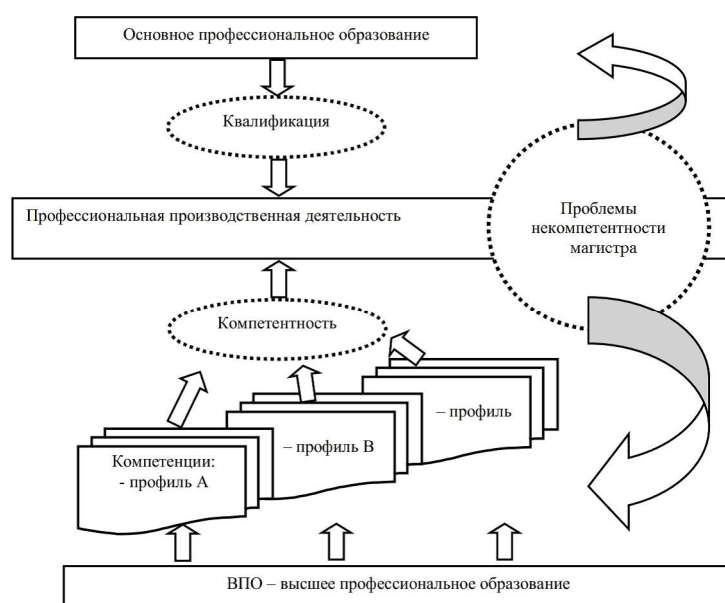 Основное профессиональное образование
Квалификация
Профессиональная производственная деятельность
Проблемы
некомпетентности
магистра
Компетентность
– профиль
– профиль В
Компетенции:
- профиль А
ВПО – высшее профессиональное образование